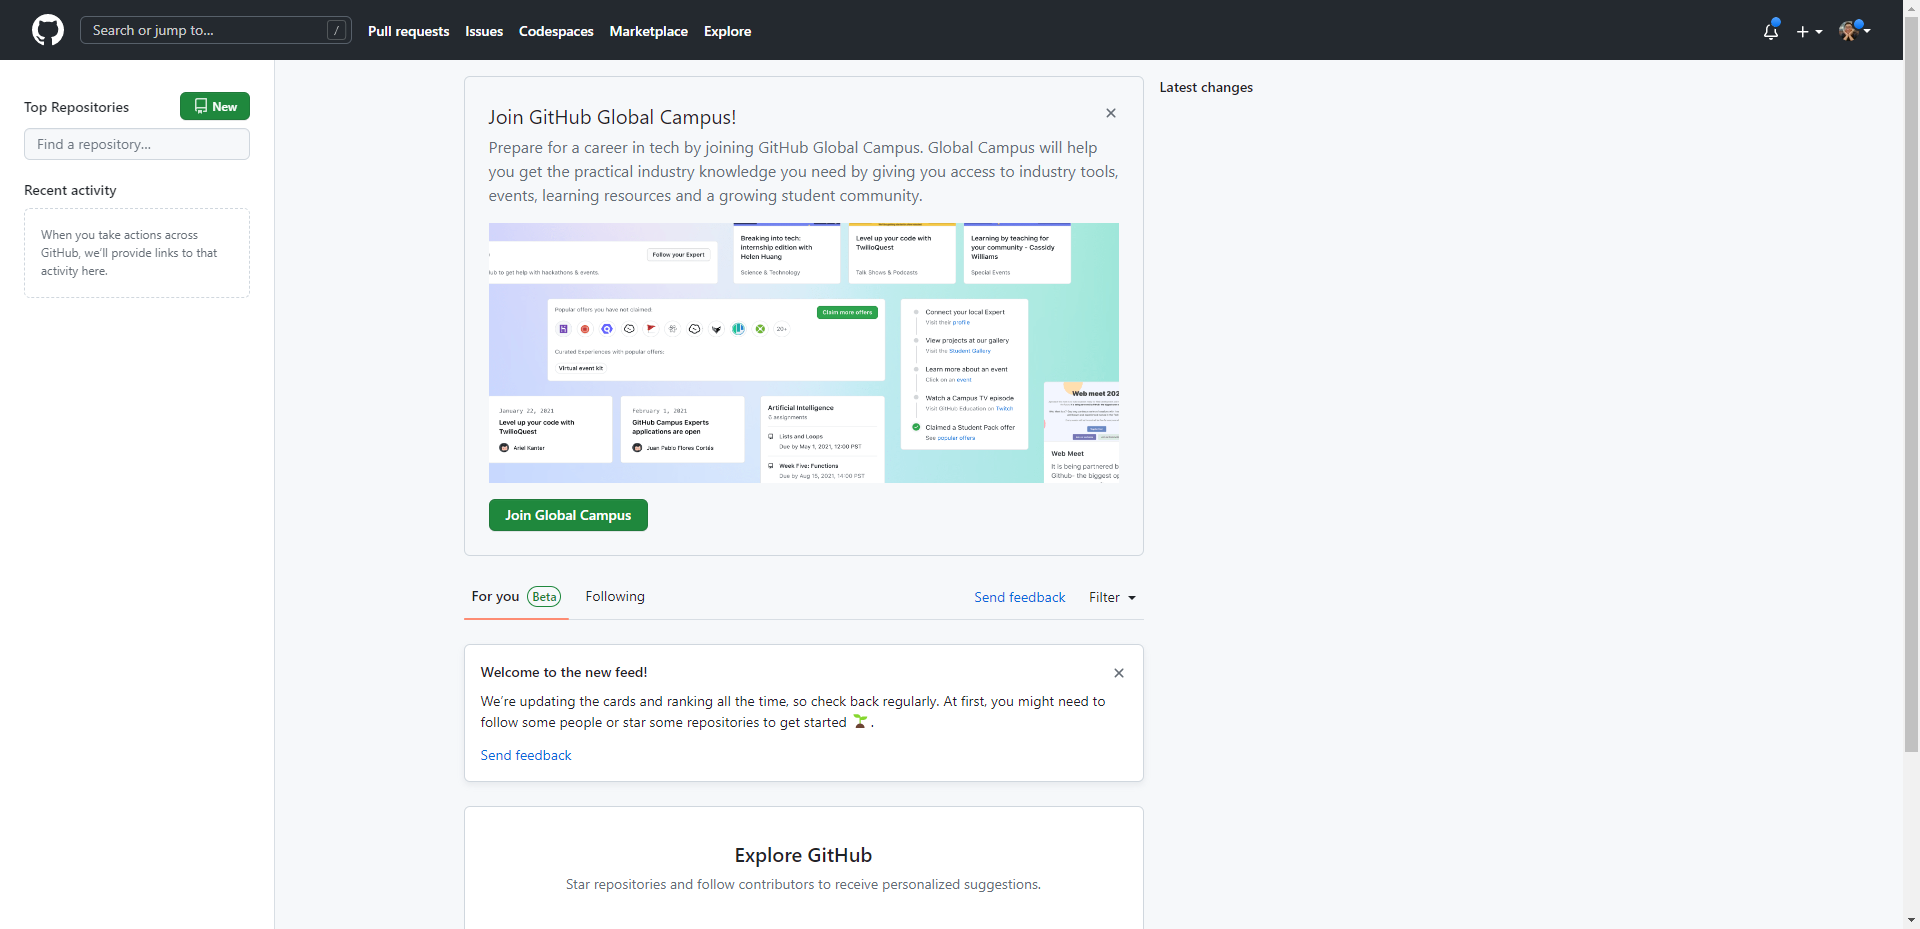 Search or jump to...
/
Pull requests
Issues
Codespaces
Marketplace
Explore
Top Repositories
New
Find a repository...
Recent activity
When you take actions across
GitHub, we'll provide links to that
activity here.
Join GitHub Global Campus!
Prepare for a career in tech by joining GitHub Global Campus. Global Campus will help
you get the practical industry knowledge you need by giving you access to industry tools,
events, learning resources and a growing student community.
Follow your Expert
to get help with hackathons & events.
Breaking into tech:
internship edition with
Helen Huang
Science & Technology
Level up your code with
TwilioQuest
Talk Shows & Podcasts
Learning by teaching for
your community - Cassidy
Williams
Special Events
Popular offers you have not claimed:
Claim more offers
20+
Curated Experiences with popular offers:
Virtual event kit
Connect your local Expert
Visit their profile
View projects at our gallery
Visit the Student Gallery
Learn more about an event
Click on an event
Watch a Campus TV episode
Visit GitHub Education on Twitch
Claimed a Student Pack offer
See popular offers
January 22, 2021
Level up your code with
TwilioQuest
Ariel Kanter
February 1, 2021
GitHub Campus Experts
applications are open
Juan Pablo Flores Cortés
Artificial Intelligence
6 assignments
Lists and Loops
Due by May 1, 2021, 12:00 PST
Week Five: Functions
Due by Aug 15, 2021, 14:00 PST
Web meet 202
Web Meet
It is being partnered b
Github- the biggest op
Join Global Campus
For you
Beta
Following
Send feedback
Filter
Welcome to the new feed!
We're updating the cards and ranking all the time, so check back regularly. At first, you might need to
follow some people or star some repositories to get started 🌱 .
Send feedback
Explore GitHub
Star repositories and follow contributors to receive personalized suggestions.
Latest changes